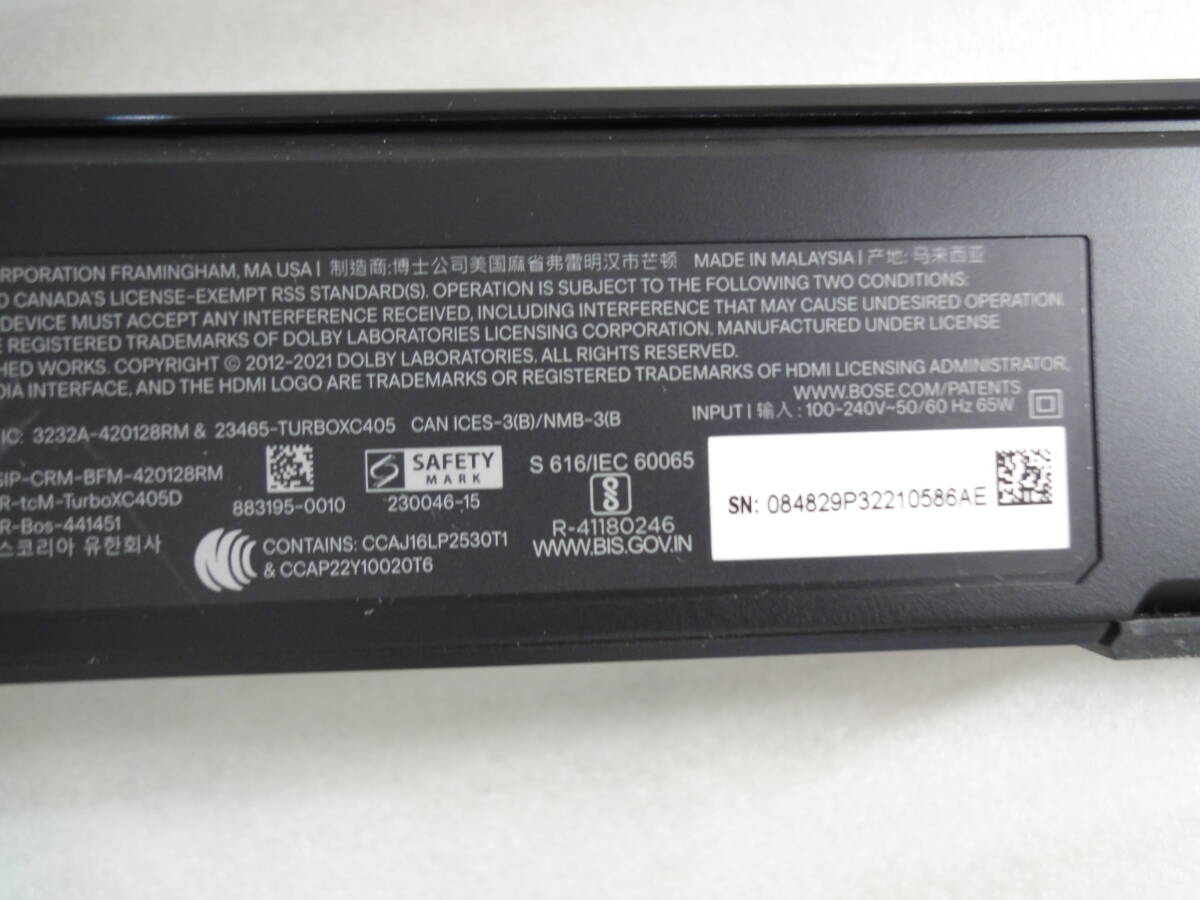 ORPORATION FRAMINGHAM, MA USA | 制造商:博士公司美国麻省弗雷明汉市芒顿 MADE IN MALAYSIA | 产地: 马来西亚
D CANADA'S LICENSE-EXEMPT RSS STANDARD(S). OPERATION IS SUBJECT TO THE FOLLOWING TWO CONDITIONS:
DEVICE MUST ACCEPT ANY INTERFERENCE RECEIVED, INCLUDING INTERFERENCE THAT MAY CAUSE UNDESIRED OPERATION.
E REGISTERED TRADEMARKS OF DOLBY LABORATORIES LICENSING CORPORATION. MANUFACTURED UNDER LICENSE
HED WORKS. COPYRIGHT © 2012-2021 DOLBY LABORATORIES. ALL RIGHTS RESERVED.
DIA INTERFACE, AND THE HDMI LOGO ARE TRADEMARKS OR REGISTERED TRADEMARKS OF HDMI LICENSING ADMINISTRATOR,
WWW.BOSE.COM/PATENTS
INPUT | 输入 : 100-240V~50/60 Hz 65W
IC: 3232A-420128RM & 23465-TURBOXC405 CAN ICES-3(B)/NMB-3(B
SIP-CRM-BFM-420128RM
R-tcM-TurboXC405D
R-Bos-441451
스코리아 유한회사
883195-0010
SAFETY
MARK
230046-15
S 616/IEC 60065
R-41180246
WWW.BIS.GOV.IN
CONTAINS: CCAJ16LP2530T1
& CCAP22Y10020T6
SN: 084829P32210586AE